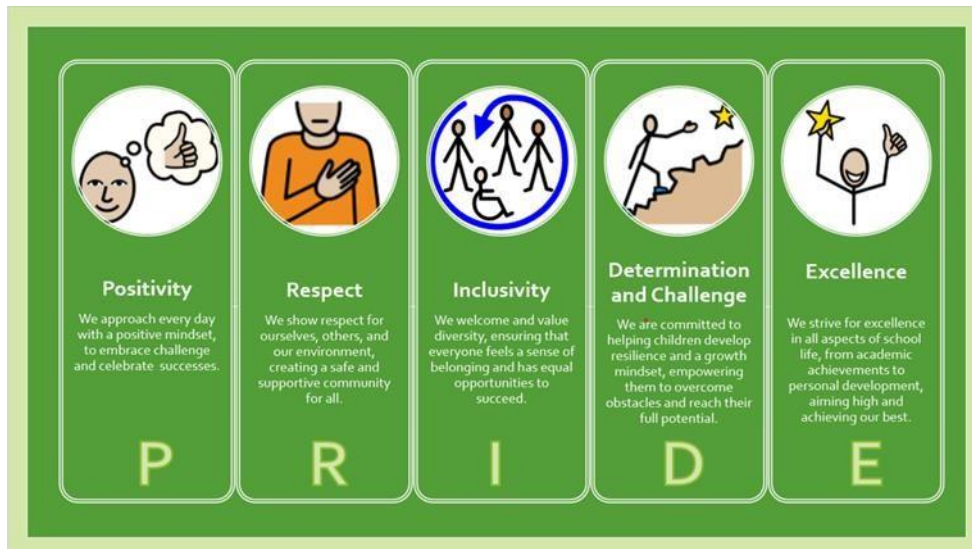 Positivity
We approach every day
with a positive mindset,
to embrace challenge
and celebrate successes.
P
Respect
We show respect for
ourselves, others, and
our environment,
creating a safe and
supportive community
for all.
R
Inclusivity
We welcome and value
diversity, ensuring that
everyone feels a sense of
belonging and has equal
opportunities to
succeed.
I
Determination
and Challenge
We are committed to
helping children develop
resilience and a growth
mindset, empowering
them to overcome
obstacles and reach their
full potential.
D
Excellence
We strive for excellence
in all aspects of school
life, from academic
achievements to
personal development,
aiming high and
achieving our best.
E